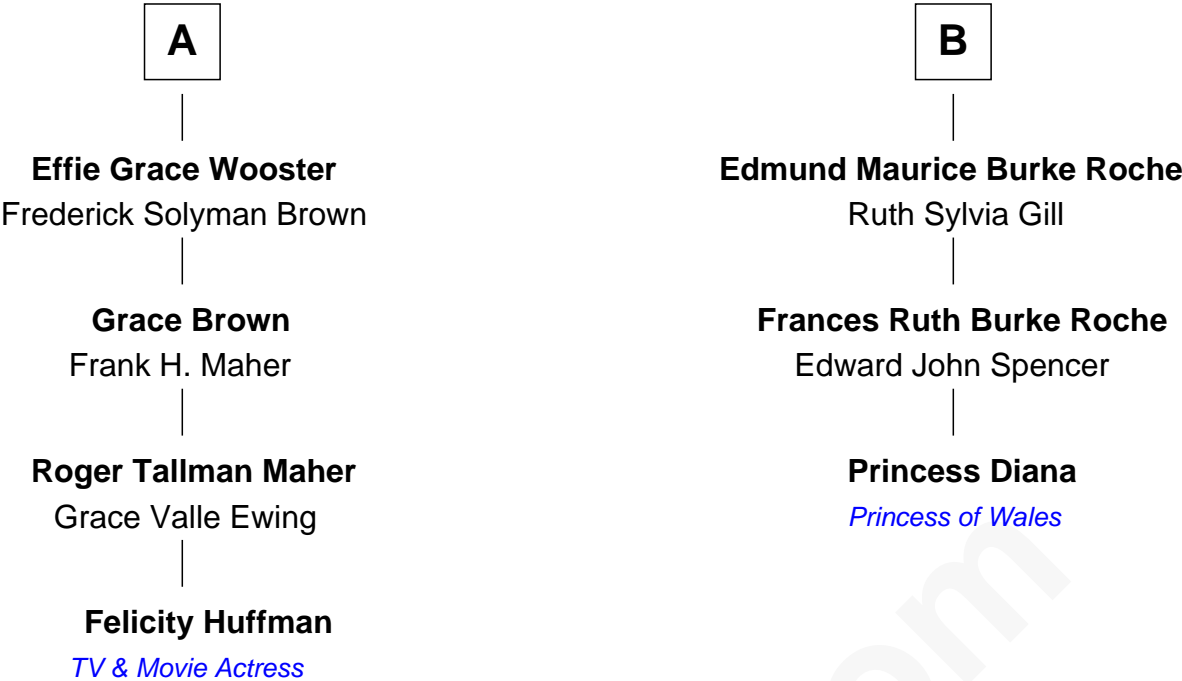 A
Effie Grace Wooster
Frederick Solyman Brown
Grace Brown
Frank H. Maher
Roger Tallman Maher
Grace Valle Ewing
Felicity Huffman
TV & Movie Actress
B
Edmund Maurice Burke Roche
Ruth Sylvia Gill
Frances Ruth Burke Roche
Edward John Spencer
Princess Diana
Princess of Wales
om